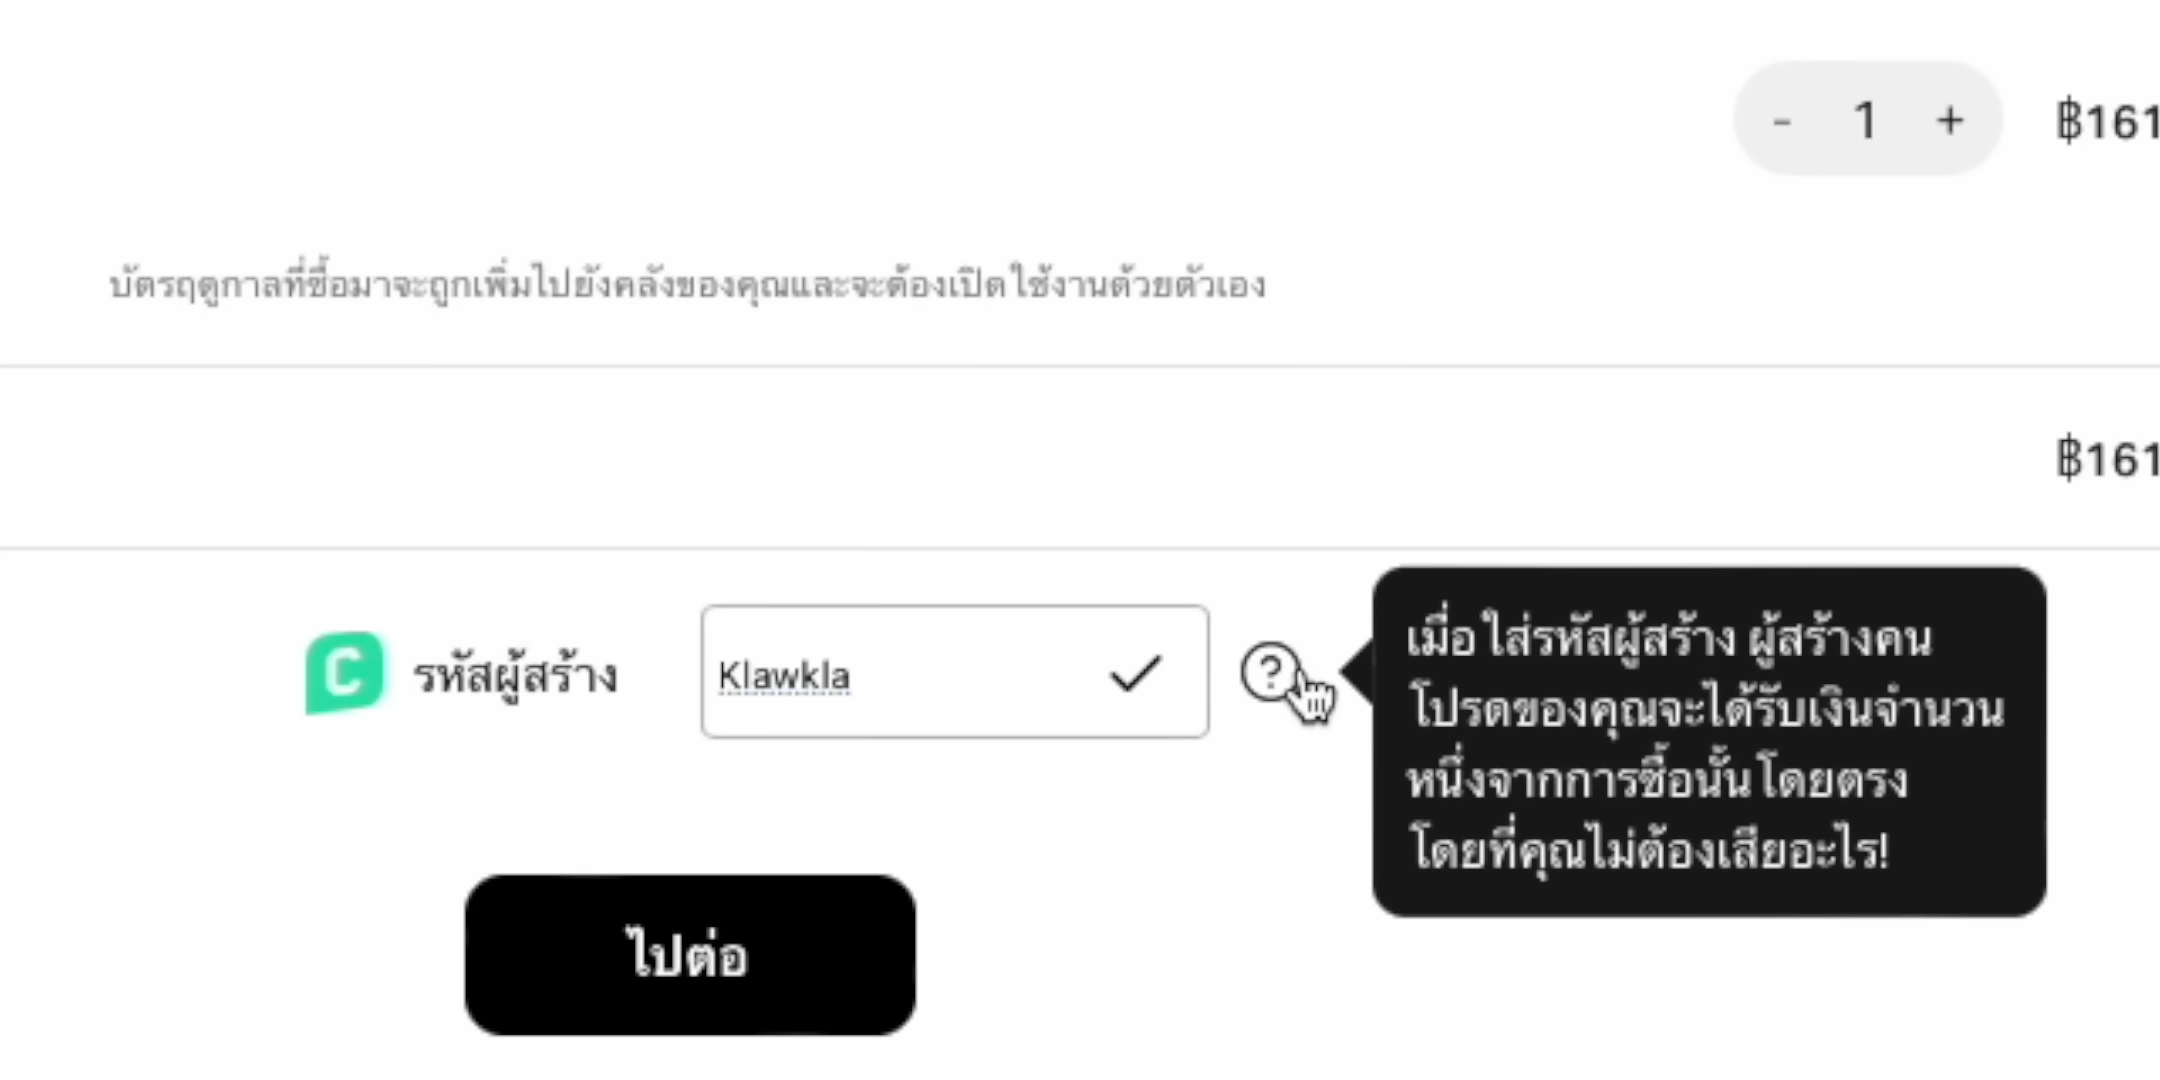 - 1 + ฿161
บัตรฤดูกาลที่ซื้อมาจะถูกเพิ่มไปยังคลังของคุณและจะต้องเปิดใช้งานด้วยตัวเอง
฿161
C รหัสผู้สร้าง Klawkla ?
เมื่อใส่รหัสผู้สร้าง ผู้สร้างคน
โปรดของคุณจะได้รับเงินจำนวน
หนึ่งจากการซื้อนั้นโดยตรง
โดยที่คุณไม่ต้องเสียอะไร!
ไปต่อ